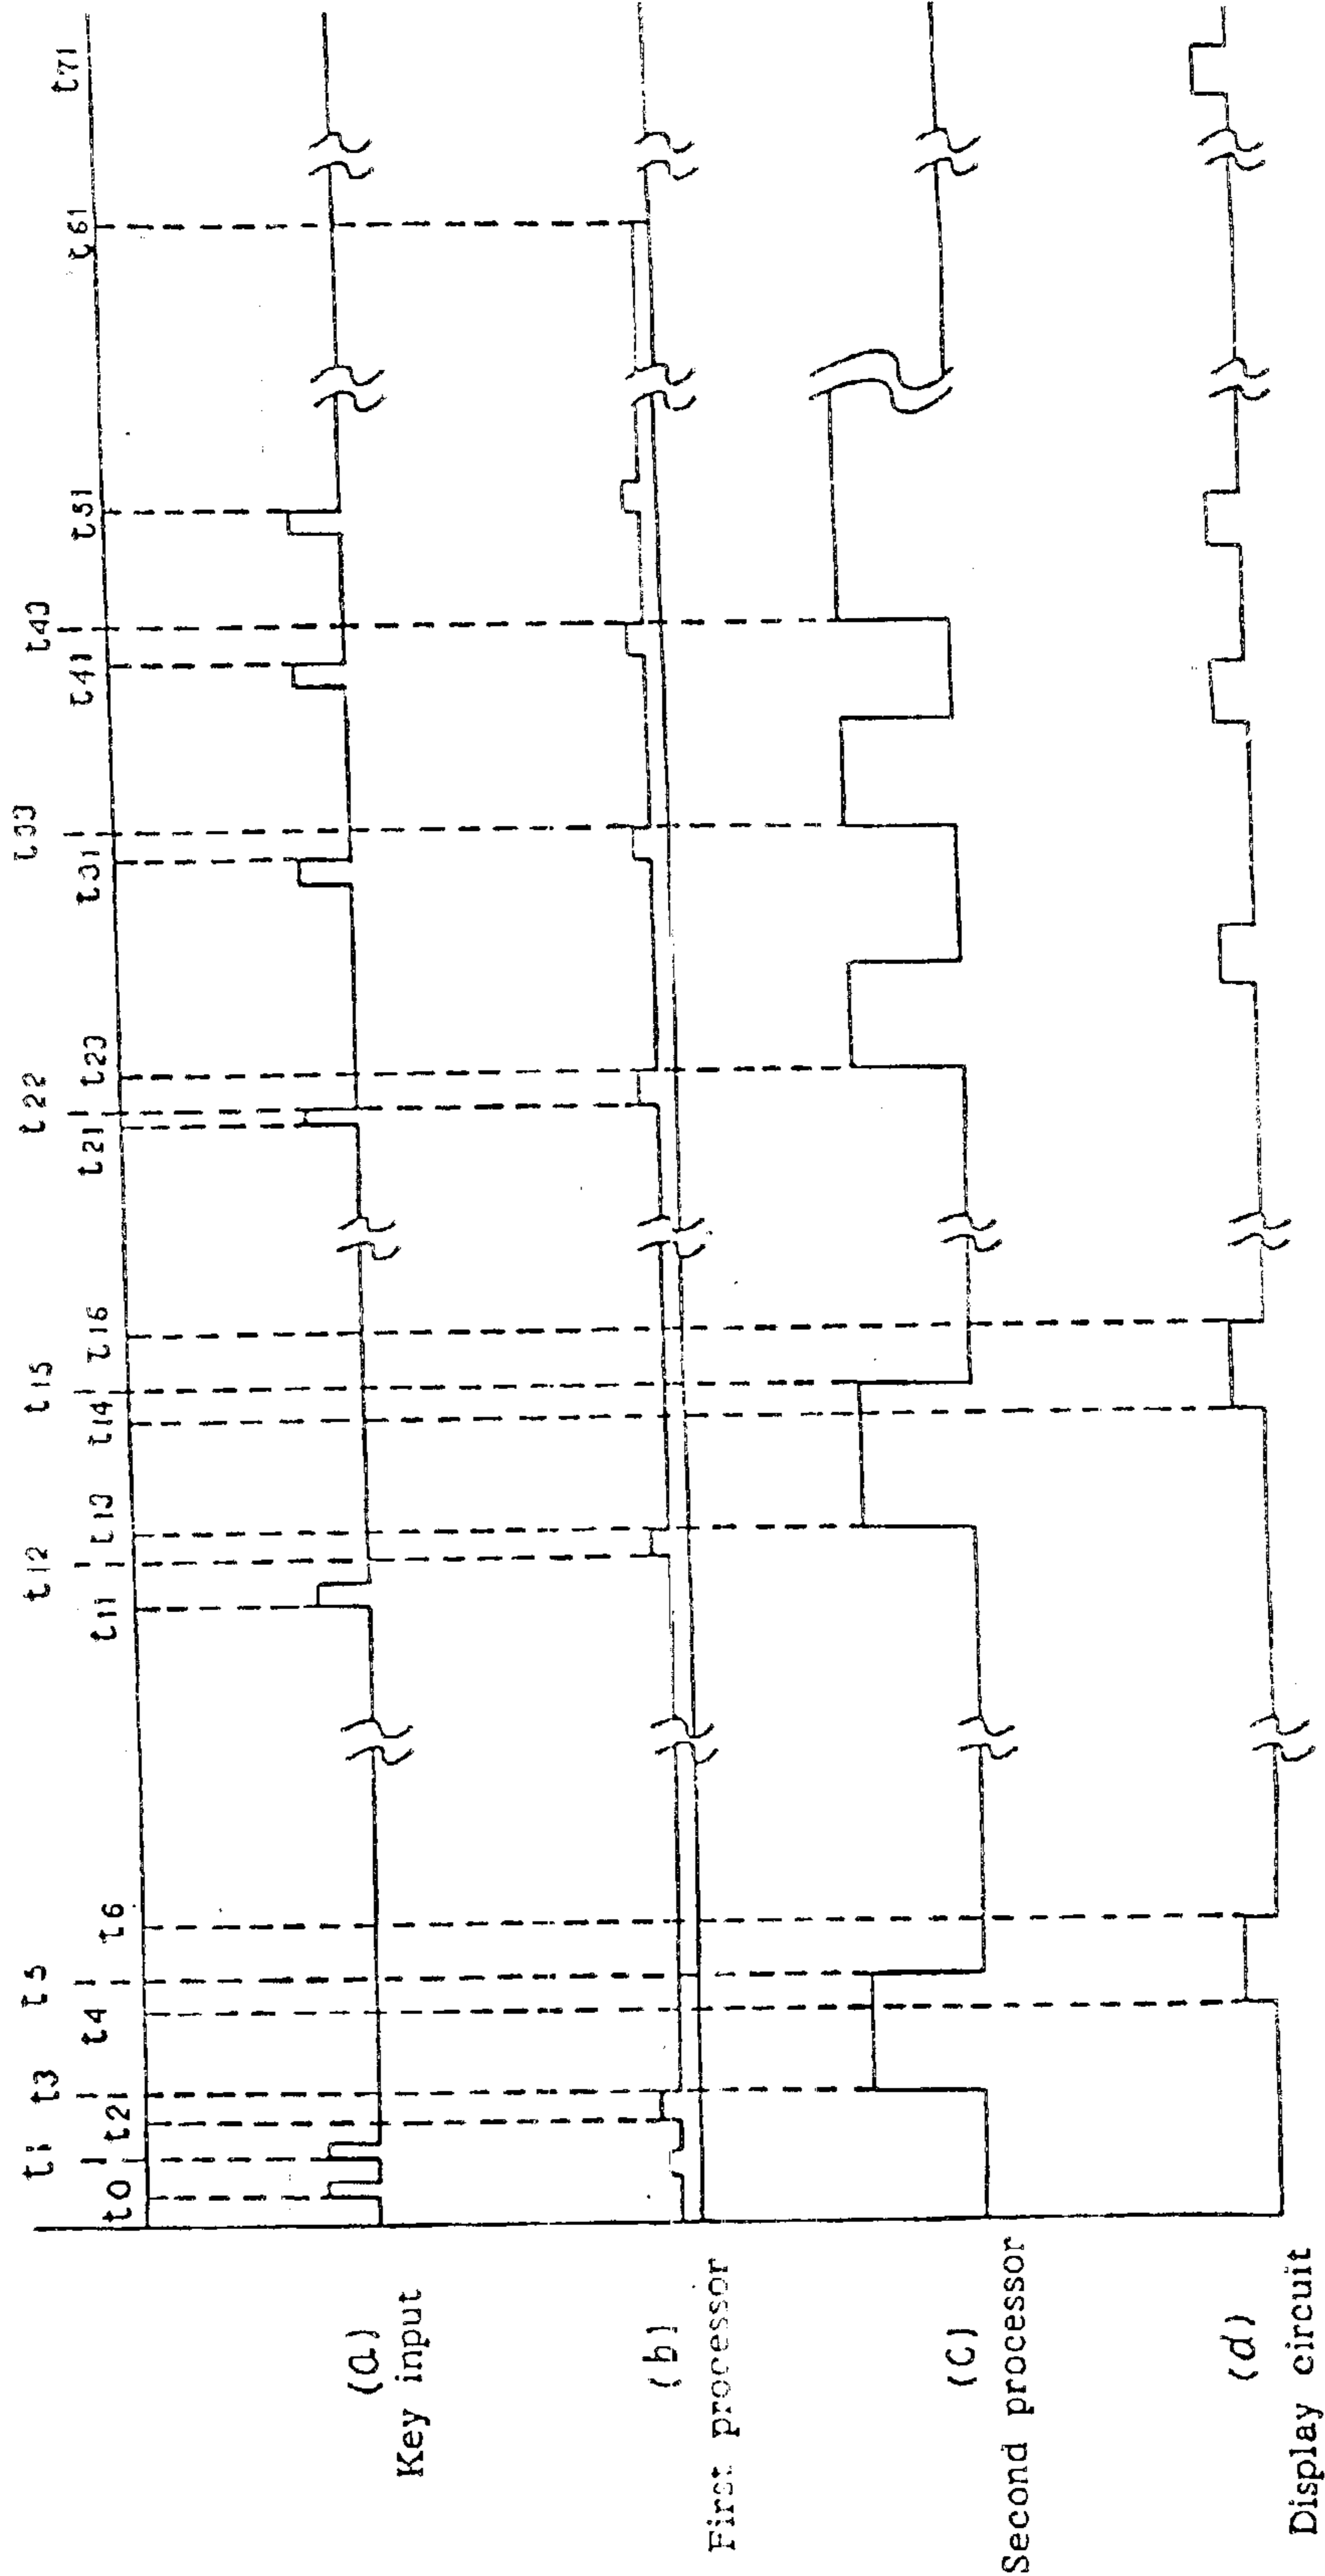 t1 t3 t5 t12 t15 t22 t33 t43
t0 t2 t4 t6 t11 t13 t14 t16 t21 t23 t31 t41 t51 t61 t71
(a)
Key input
(b)
First processor
(c)
Second processor
(d)
Display circuit